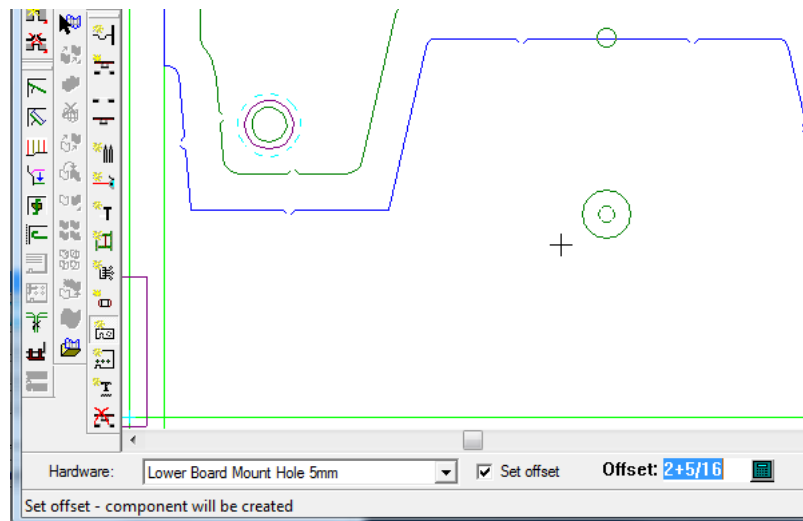 T
T
Hardware: Lower Board Mount Hole 5mm Set offset Offset: 2+5/16
Set offset - component will be created